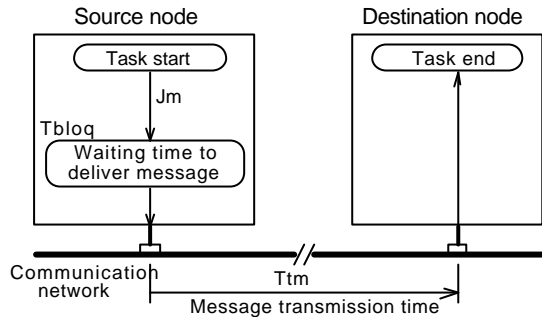 Source node
Destination node
Task start
Task end
Jm
Tbloq
Waiting time to
deliver message
Communication
network
Ttm
Message transmission time